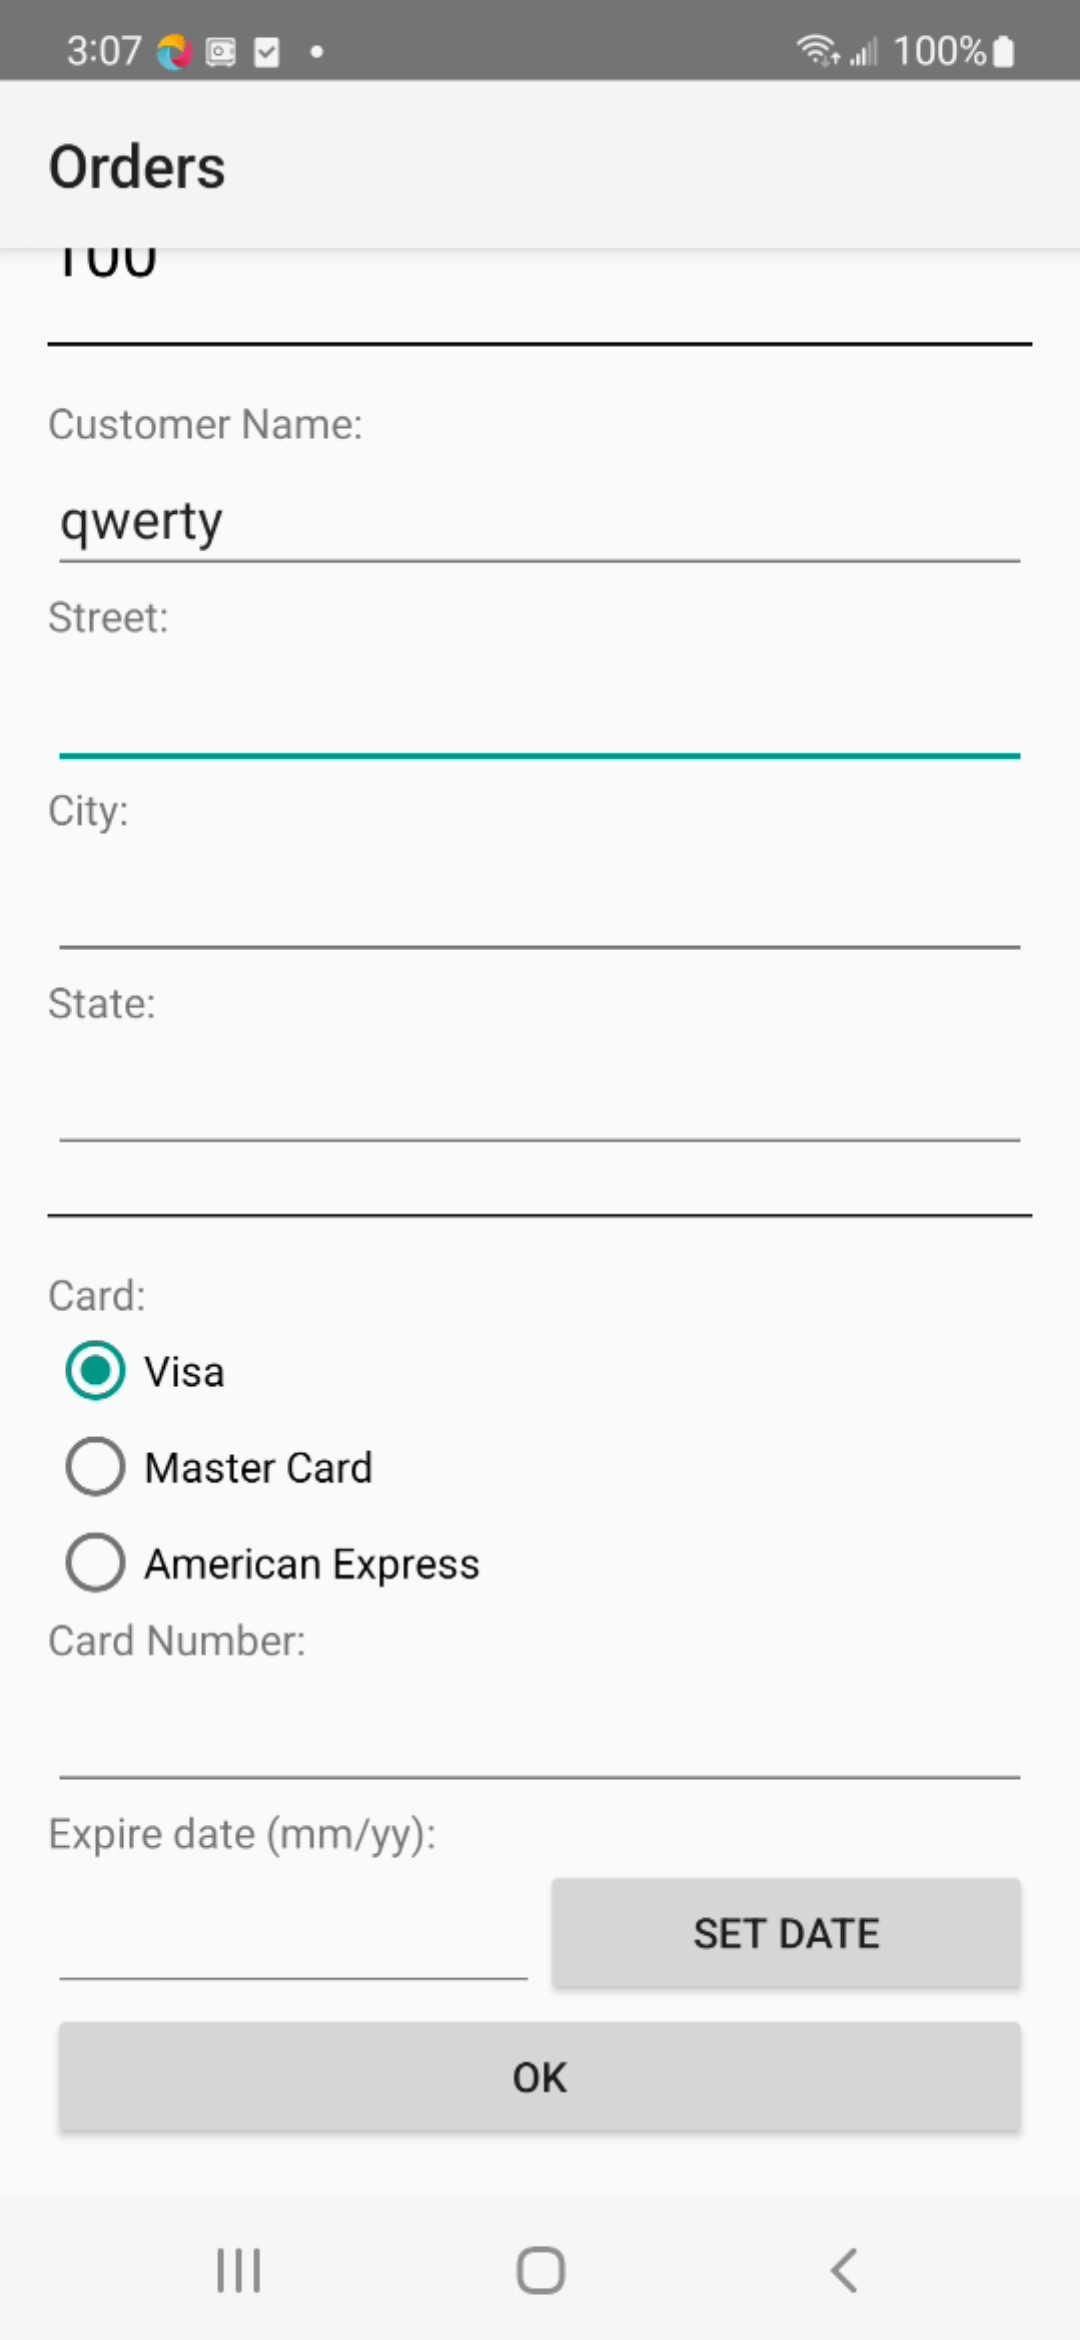 3:07
100%
Orders
100
Customer Name:
qwerty
Street:
City:
State:
Card:
Visa
Master Card
American Express
Card Number:
Expire date (mm/yy):
SET DATE
OK